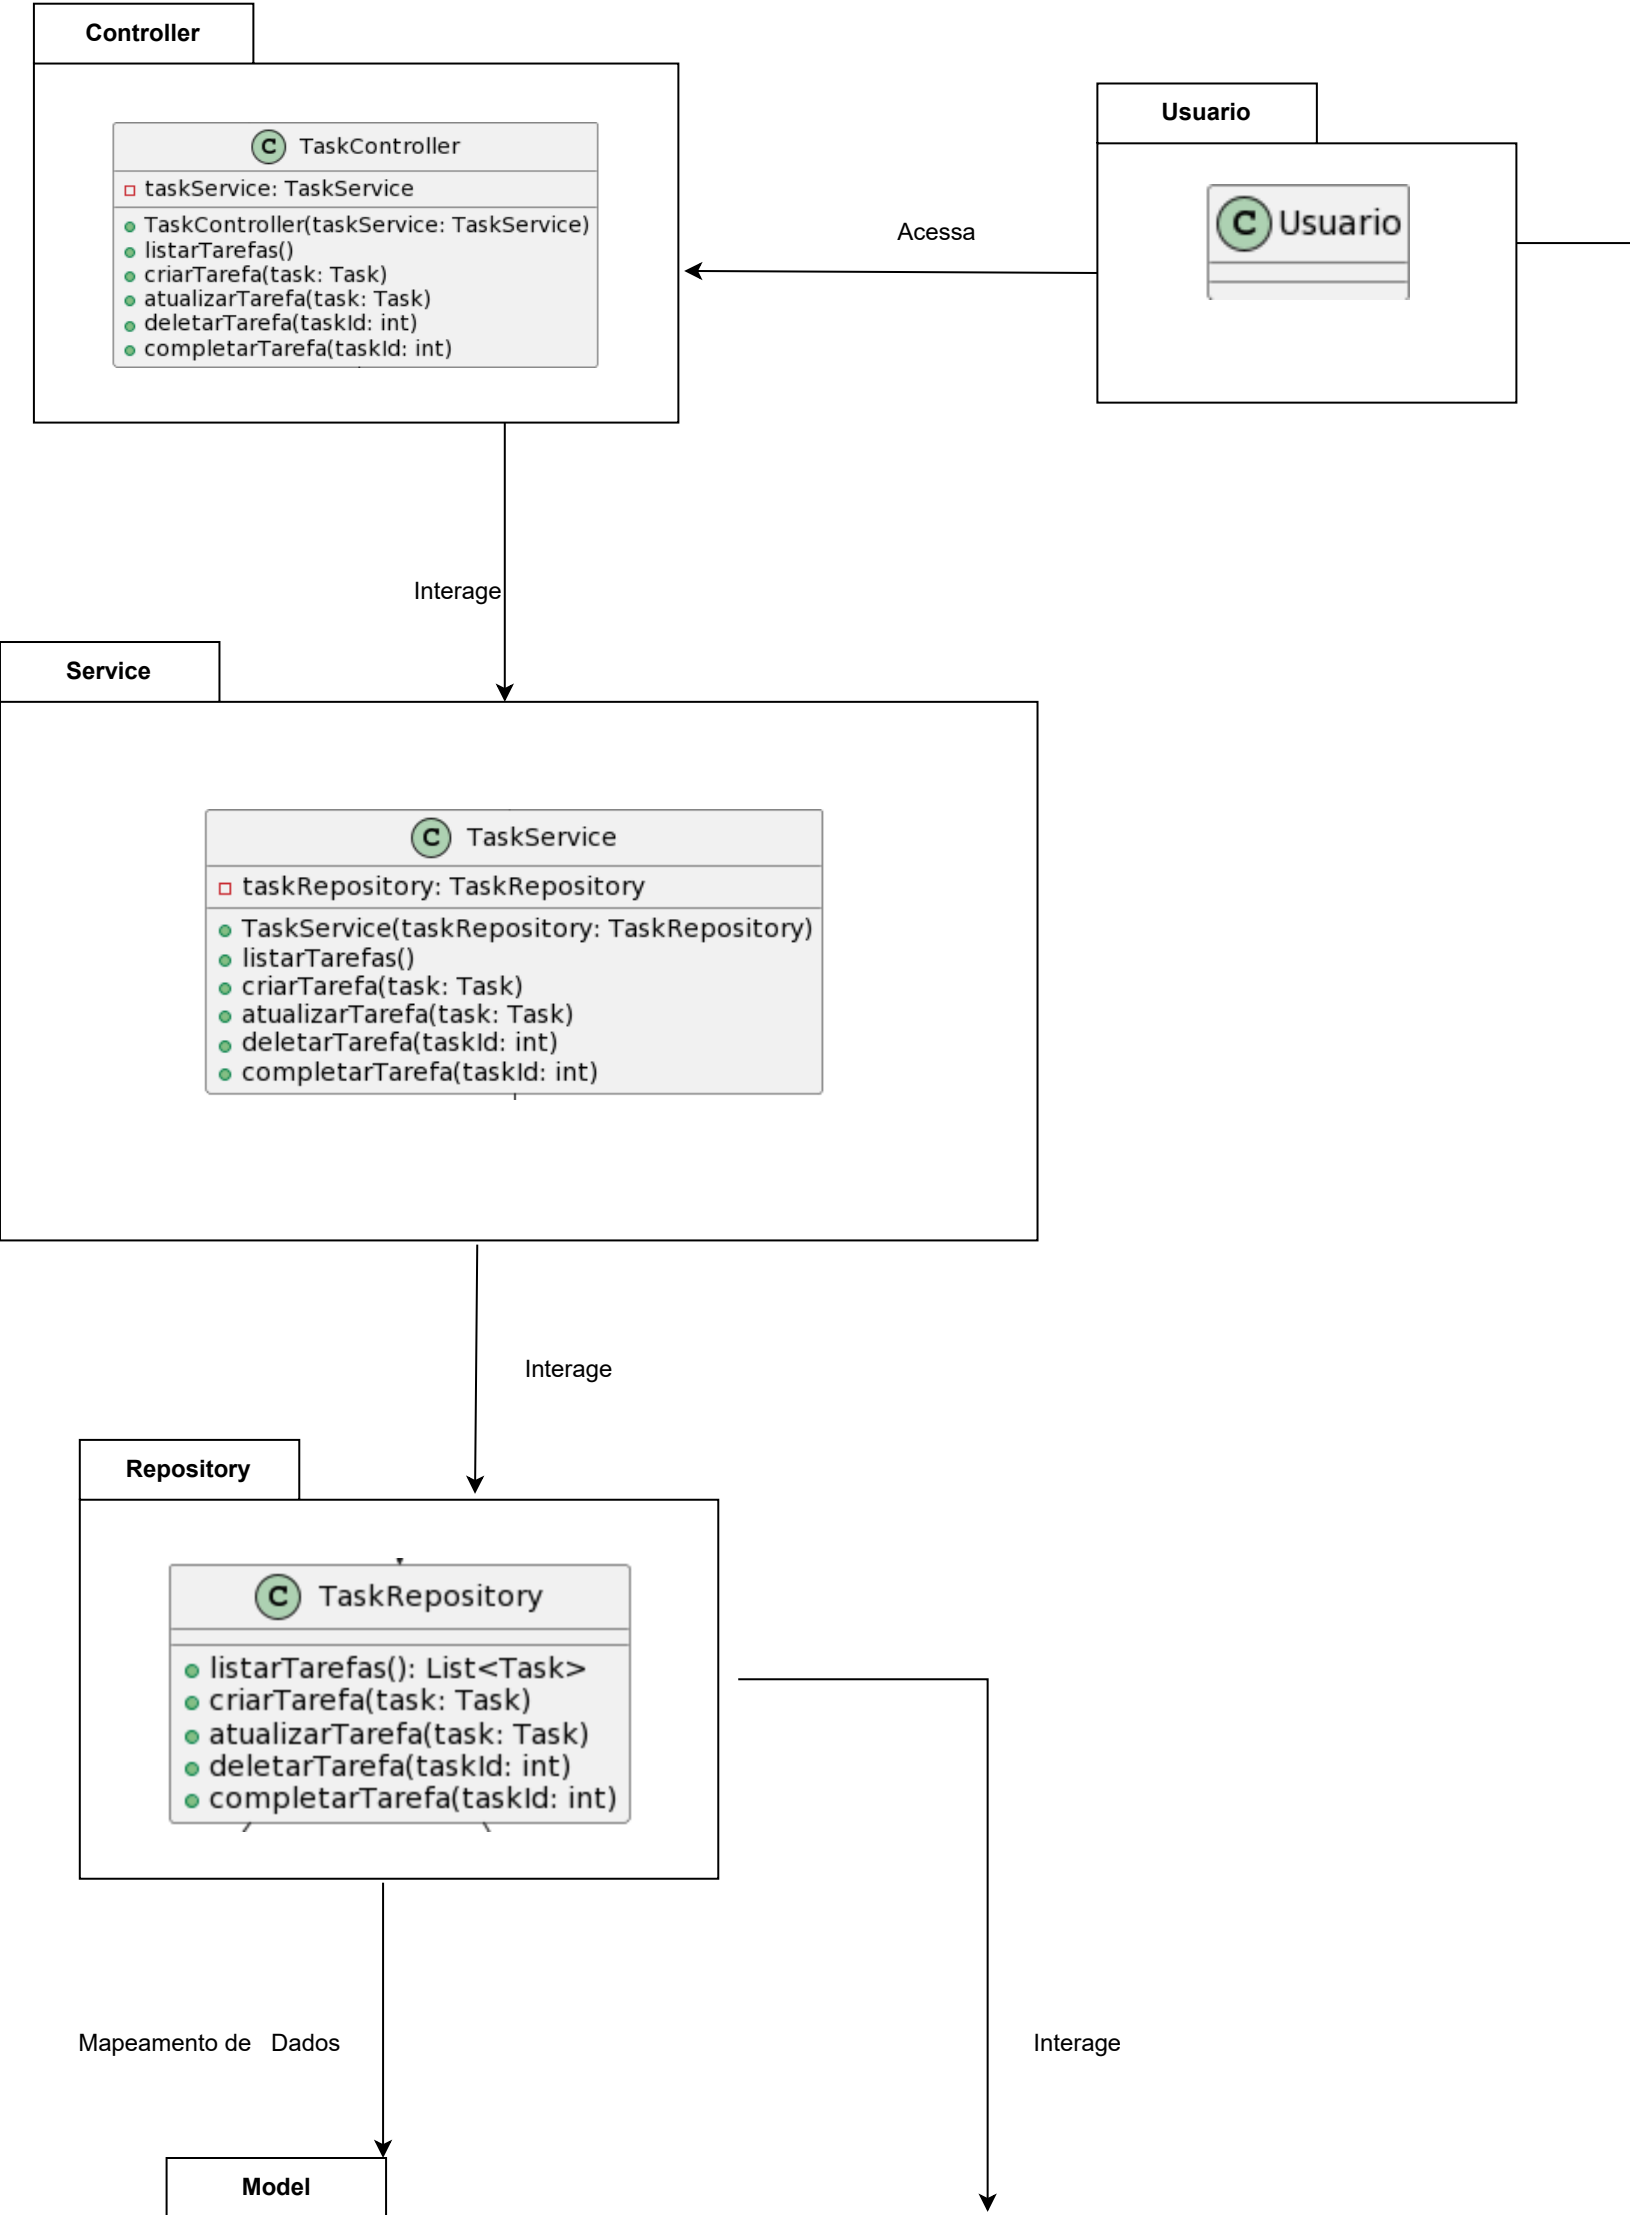 Controller
C TaskController
taskService: TaskService
TaskController(taskService: TaskService)
listarTarefas()
criarTarefa(task: Task)
atualizarTarefa(task: Task)
deletarTarefa(taskId: int)
completarTarefa(taskId: int)
Usuario
C Usuario
Acessa
Interage
Service
C TaskService
taskRepository: TaskRepository
TaskService(taskRepository: TaskRepository)
listarTarefas()
criarTarefa(task: Task)
atualizarTarefa(task: Task)
deletarTarefa(taskId: int)
completarTarefa(taskId: int)
Interage
Repository
C TaskRepository
listarTarefas(): List<Task>
criarTarefa(task: Task)
atualizarTarefa(task: Task)
deletarTarefa(taskId: int)
completarTarefa(taskId: int)
Mapeamento de Dados
Interage
Model